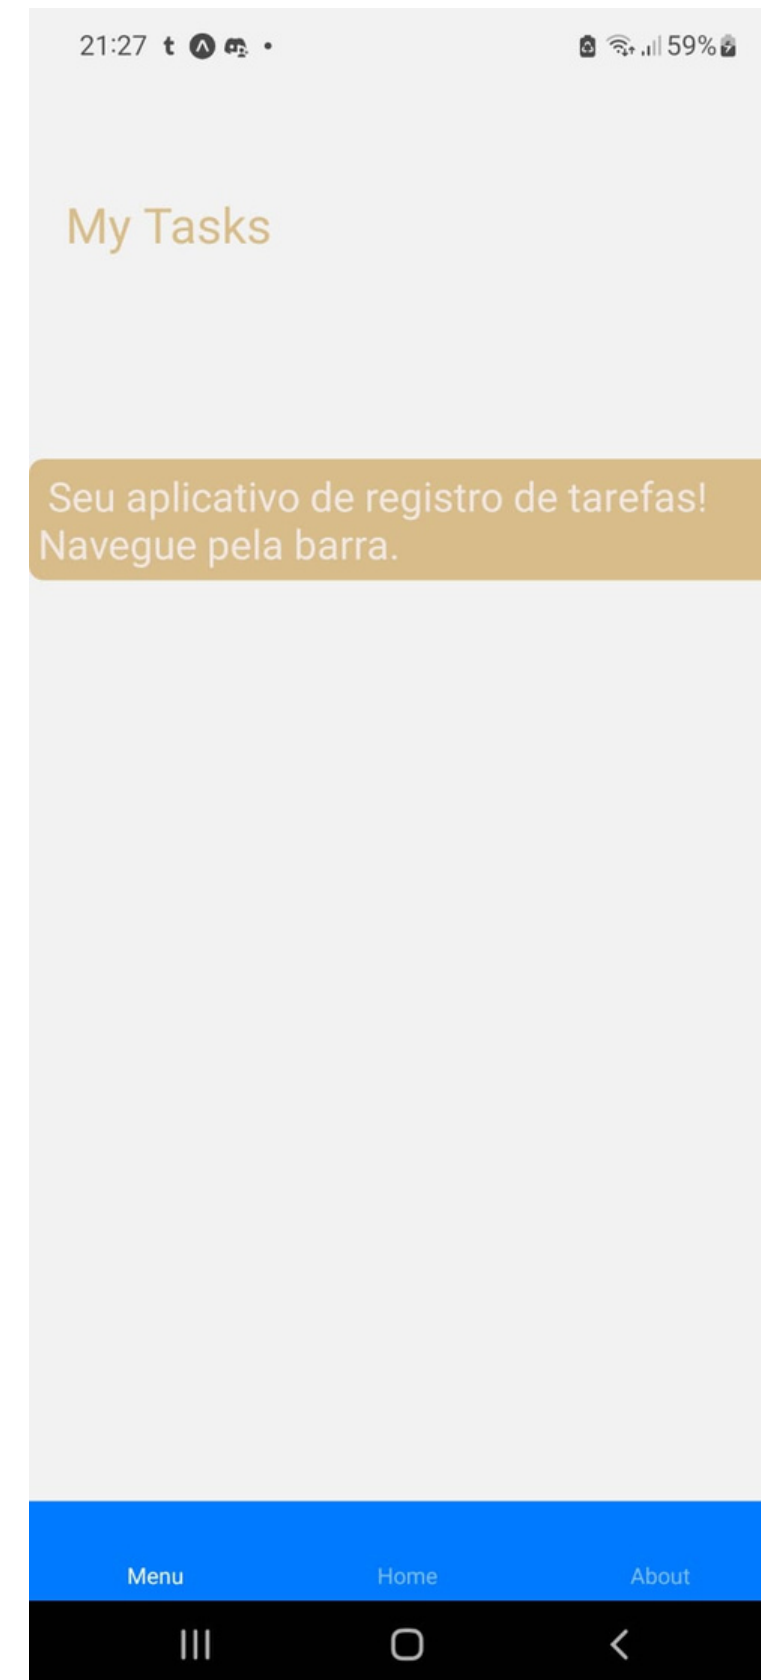 21:27 t
59%
My Tasks
Seu aplicativo de registro de tarefas!
Navegue pela barra.
Menu
Home
About